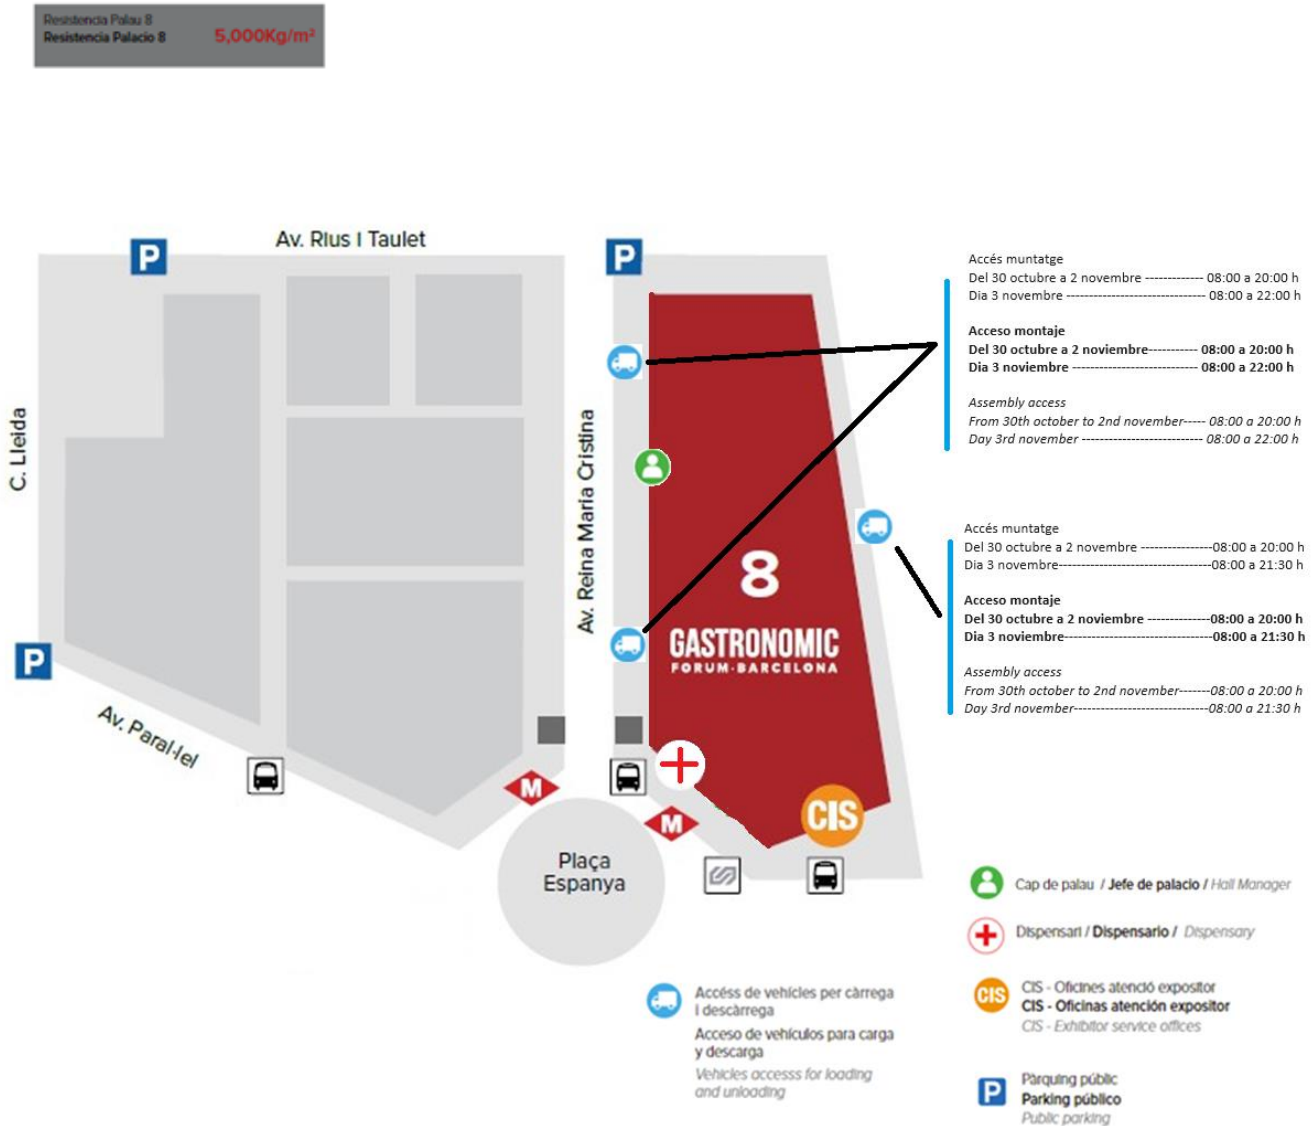 Resistencia Palau 8
Resistencia Palacio 8 5,000Kg/m²
Av. Rius i Taulet
P
P
C. Lleida
Av. Reina Maria Cristina
P
Av. Paral·lel
8
GASTRONOMIC
FORUM·BARCELONA
M
M
CIS
Plaça
Espanya
Accés muntatge
Del 30 octubre a 2 novembre ------------- 08:00 a 20:00 h
Dia 3 novembre ------------------------------- 08:00 a 22:00 h
Acceso montaje
Del 30 octubre a 2 noviembre----------- 08:00 a 20:00 h
Dia 3 noviembre ---------------------------- 08:00 a 22:00 h
Assembly access
From 30th october to 2nd november----- 08:00 a 20:00 h
Day 3rd november --------------------------- 08:00 a 22:00 h
Accés muntatge
Del 30 octubre a 2 novembre ----------------08:00 a 20:00 h
Dia 3 novembre----------------------------------08:00 a 21:30 h
Acceso montaje
Del 30 octubre a 2 noviembre --------------08:00 a 20:00 h
Dia 3 noviembre---------------------------------08:00 a 21:30 h
Assembly access
From 30th october to 2nd november-------08:00 a 20:00 h
Day 3rd november------------------------------08:00 a 21:30 h
Cap de palau / Jefe de palacio / Hall Manager
Dispensari / Dispensario / Dispensary
CIS
CIS - Oficines atenció expositor
CIS - Oficinas atención expositor
CIS - Exhibitor service offices
Accéss de vehícles per càrrega
i descàrrega
Acceso de vehículos para carga
y descarga
Vehicles accesss for loading
and unloading
P
Pàrquing públic
Parking público
Public parking